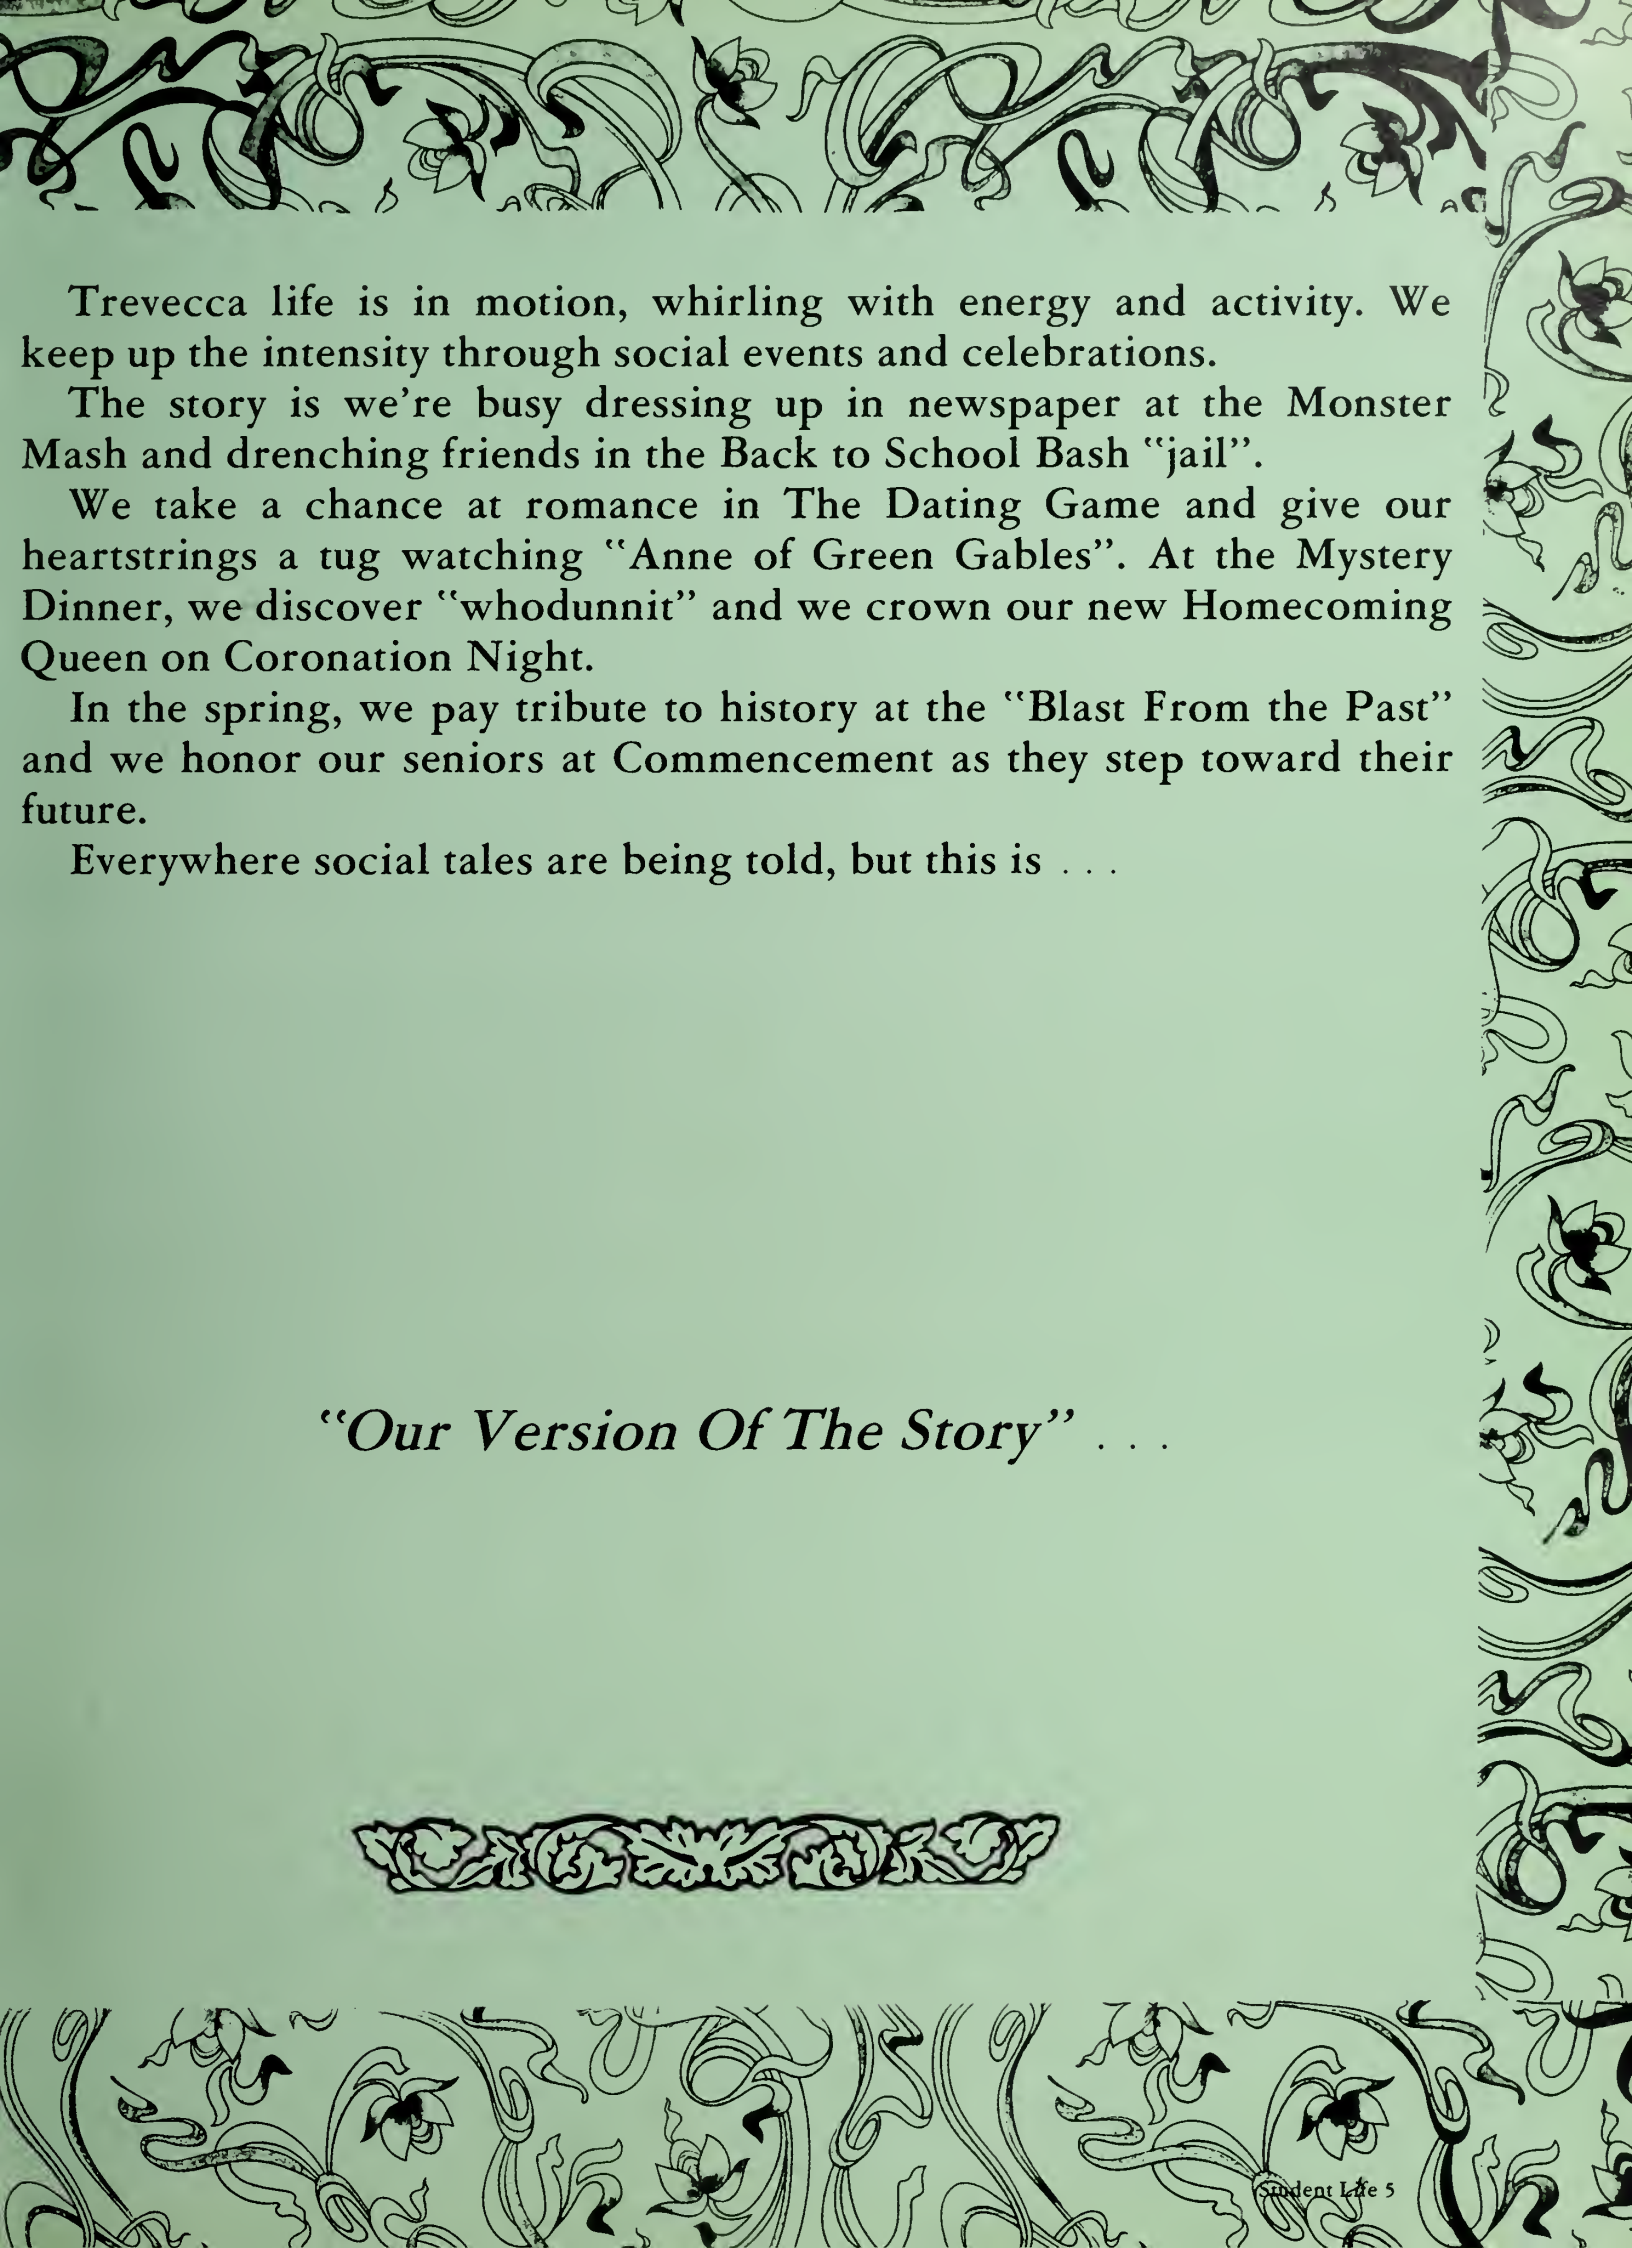 Trevecca life is in motion, whirling with energy and activity. We
keep up the intensity through social events and celebrations.
The story is we're busy dressing up in newspaper at the Monster
Mash and drenching friends in the Back to School Bash "jail".
We take a chance at romance in The Dating Game and give our
heartstrings a tug watching "Anne of Green Gables". At the Mystery
Dinner, we discover "whodunnit" and we crown our new Homecoming
Queen on Coronation Night.
In the spring, we pay tribute to history at the "Blast From the Past"
and we honor our seniors at Commencement as they step toward their
future.
Everywhere social tales are being told, but this is . . .
"Our Version Of The Story" . . .
Student Life 5